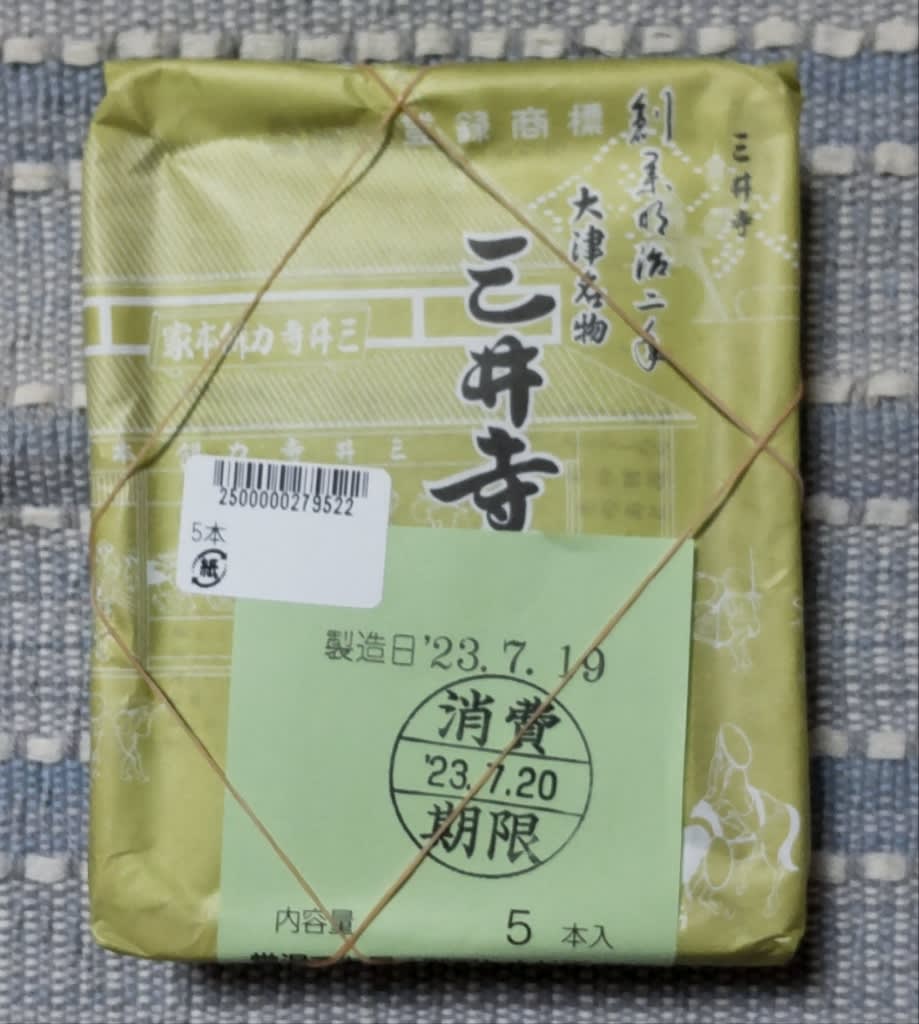 登録商標
三井寺
創業明治二年
大津名物
三井寺
三井寺力餅本家
三井寺力餅本
2500000279522
5本
紙
製造日'23.7.19
消費
'23.7.20
期限
内容量 5 本入